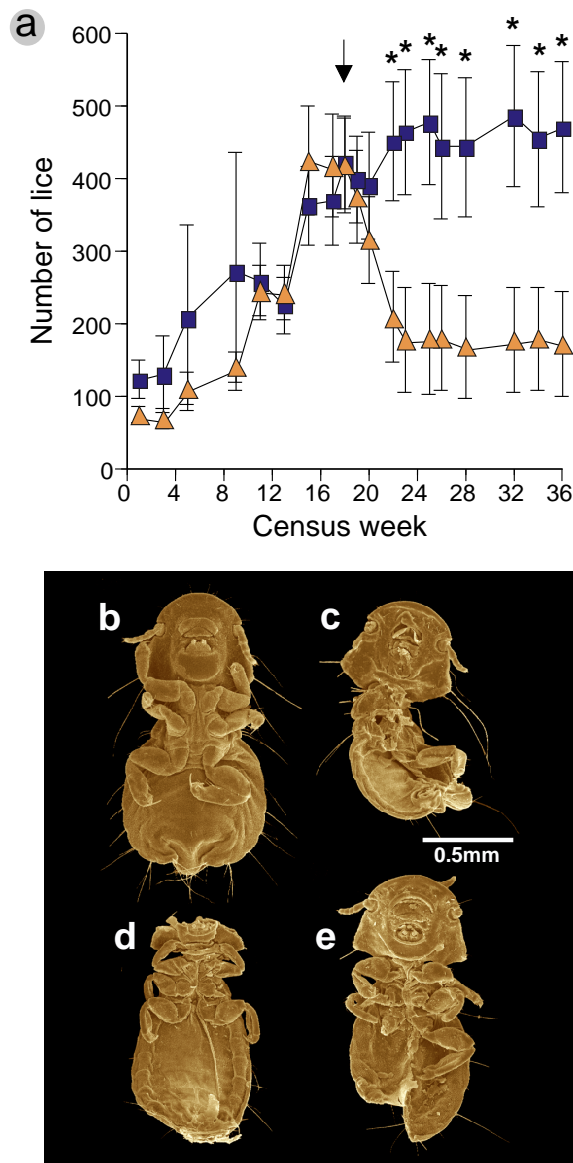 a
600
500
400
300
200
100
0
Number of lice
* * * * * * * *
0 4 8 12 16 20 24 28 32 36
Census week
b
c
0.5mm
d
e